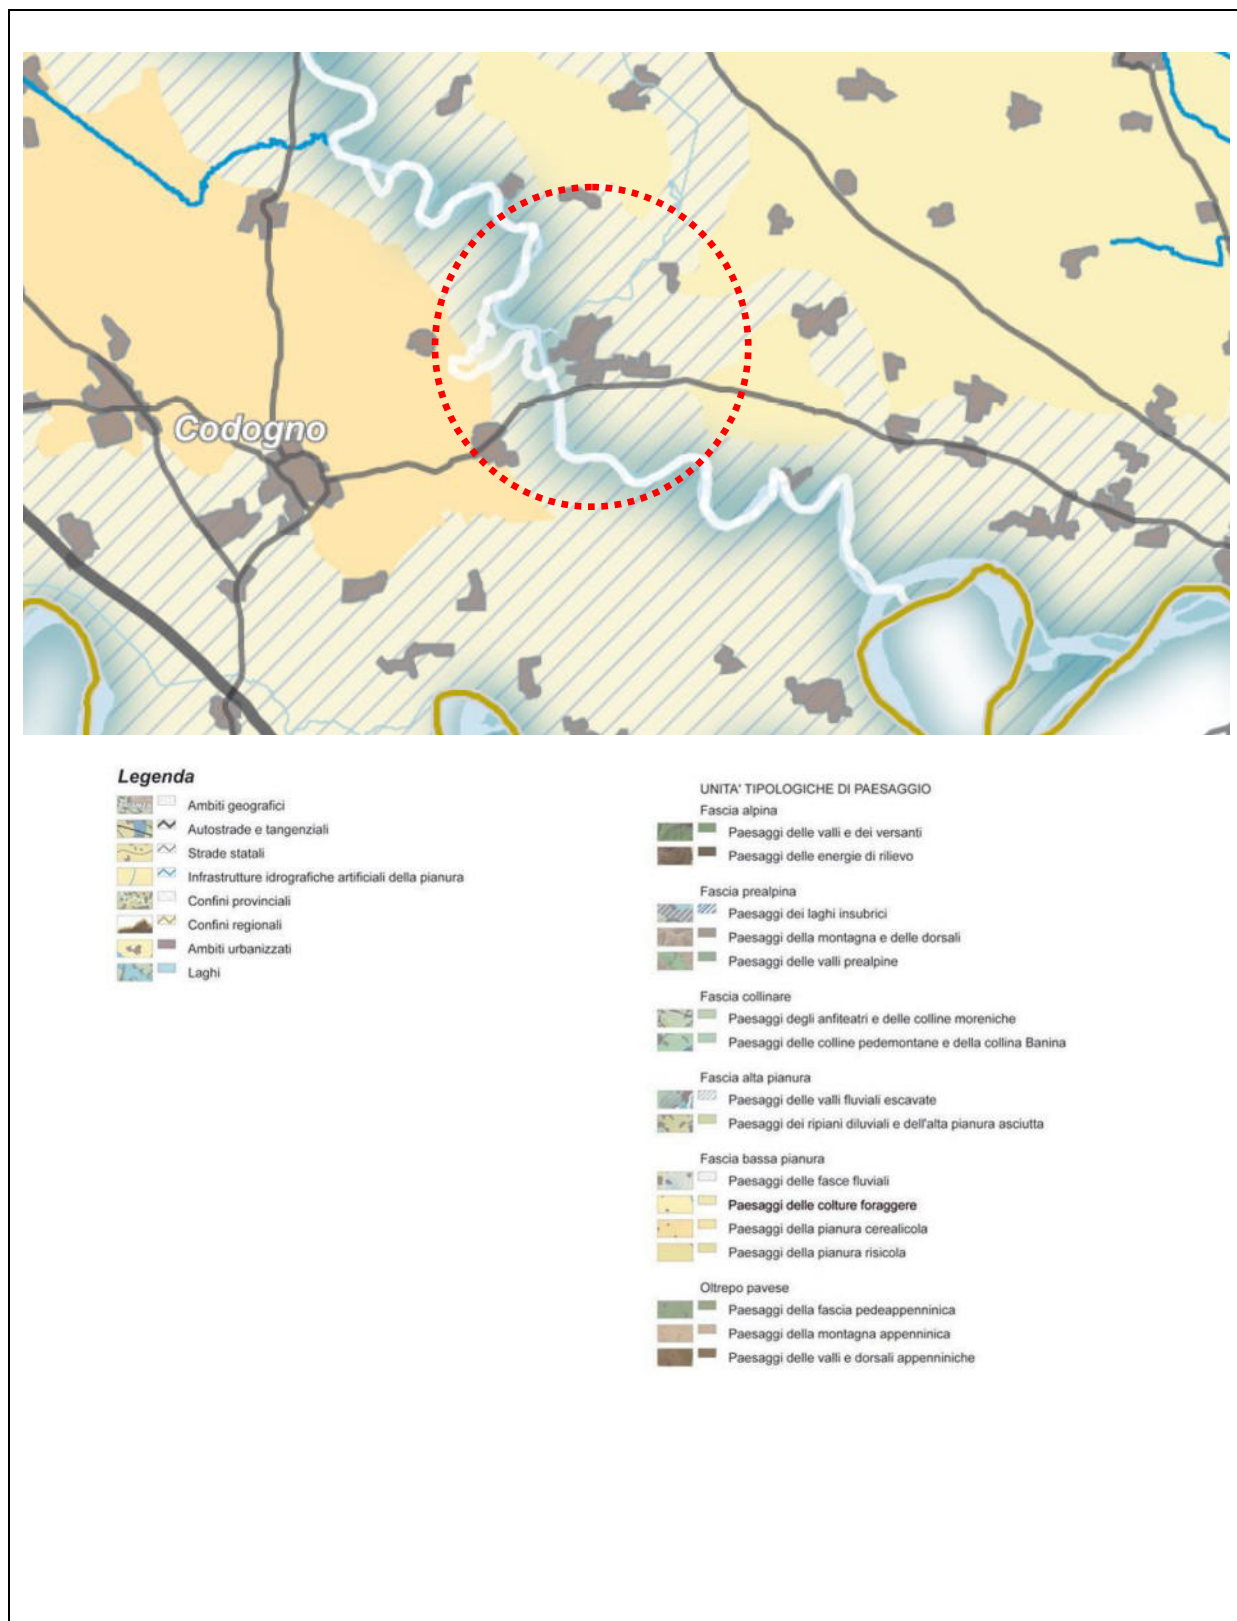 Codogno
Legenda
Ambiti geografici
Autostrade e tangenziali
Strade statali
Infrastrutture idrografiche artificiali della pianura
Confini provinciali
Confini regionali
Ambiti urbanizzati
Laghi
UNITA' TIPOLOGICHE DI PAESAGGIO
Fascia alpina
Paesaggi delle valli e dei versanti
Paesaggi delle energie di rilievo
Fascia prealpina
Paesaggi dei laghi insubrici
Paesaggi della montagna e delle dorsali
Paesaggi delle valli prealpine
Fascia collinare
Paesaggi degli anfiteatri e delle colline moreniche
Paesaggi delle colline pedemontane e della collina Banina
Fascia alta pianura
Paesaggi delle valli fluviali escavate
Paesaggi dei ripiani diluviali e dell'alta pianura asciutta
Fascia bassa pianura
Paesaggi delle fasce fluviali
Paesaggi delle colture foraggere
Paesaggi della pianura cerealicola
Paesaggi della pianura risicola
Oltrepo pavese
Paesaggi della fascia pedeappenninica
Paesaggi della montagna appenninica
Paesaggi delle valli e dorsali appenniniche